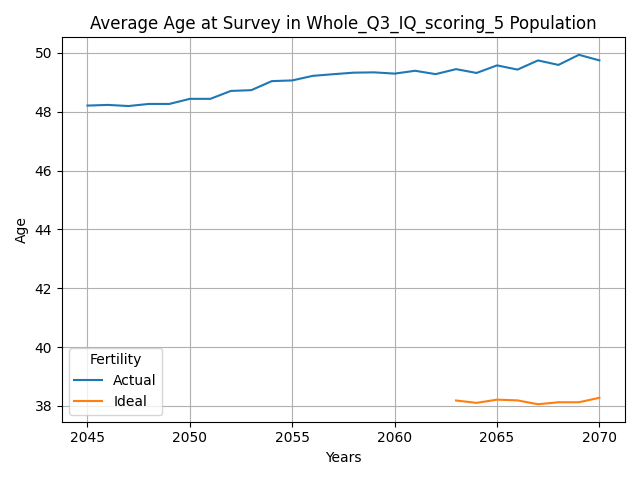 Average Age at Survey in Whole_Q3_IQ_scoring_5 Population
Age
50
48
46
44
42
40
38
Fertility
Actual
Ideal
2045 2050 2055 2060 2065 2070
Years